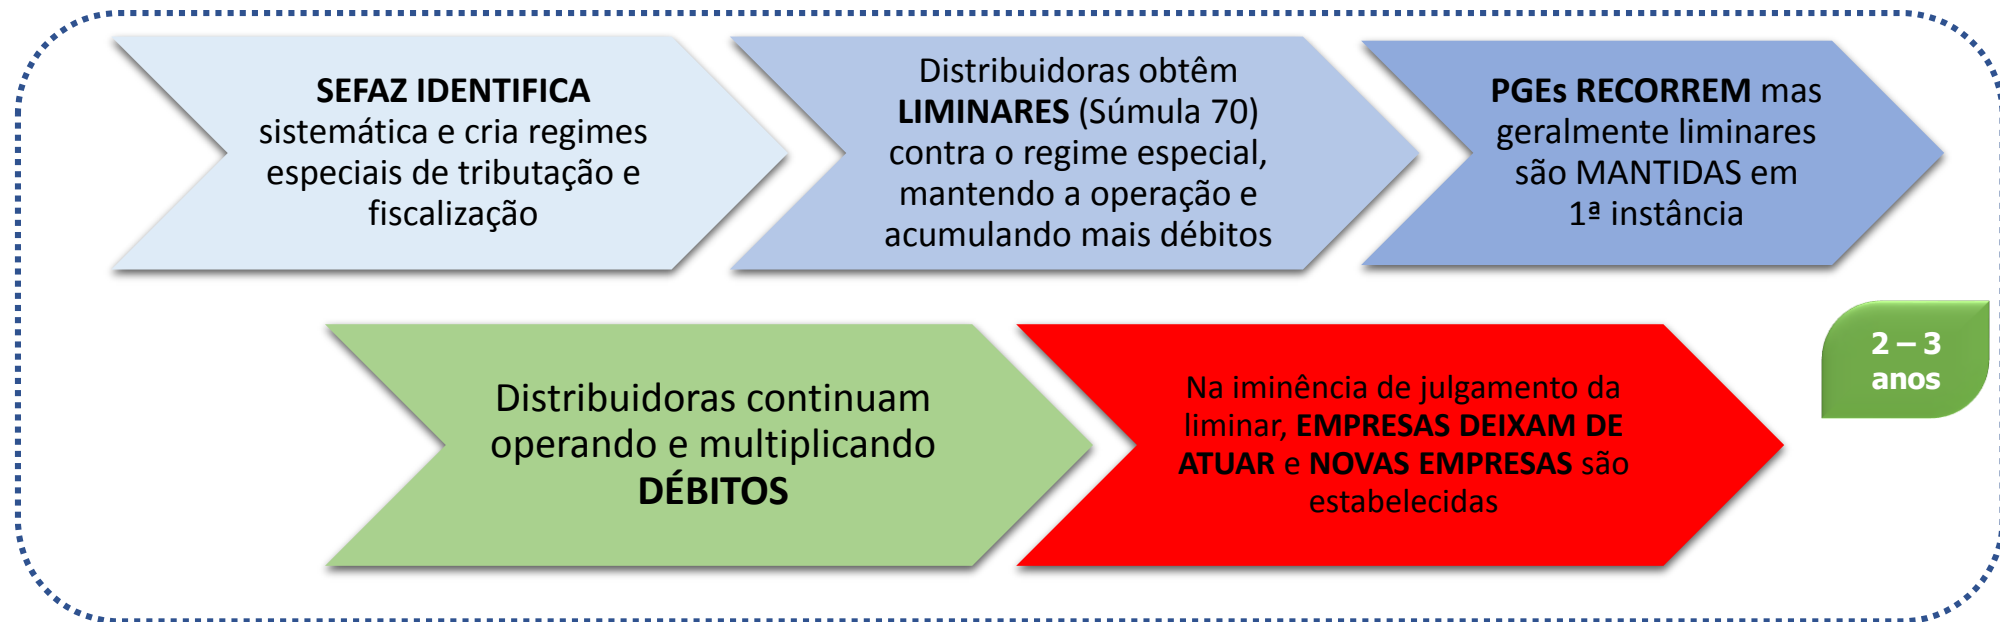 SEFAZ IDENTIFICA
sistemática e cria regimes
especiais de tributação e
fiscalização
Distribuidoras obtêm
LIMINARES (Súmula 70)
contra o regime especial,
mantendo a operação e
acumulando mais débitos
PGEs RECORREM mas
geralmente liminares
são MANTIDAS em
1ª instância
Distribuidoras continuam
operando e multiplicando
DÉBITOS
Na iminência de julgamento da
liminar, EMPRESAS DEIXAM DE
ATUAR e NOVAS EMPRESAS são
estabelecidas
2 – 3
anos